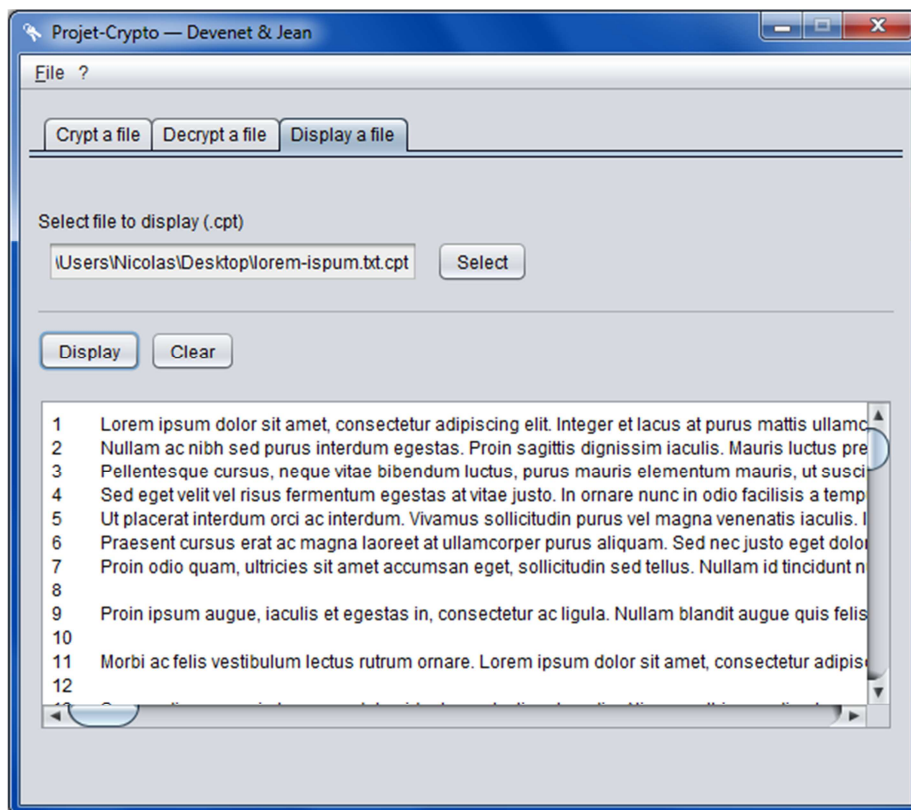 Projet-Crypto — Devenet & Jean
File ?
Crypt a file Decrypt a file Display a file
Select file to display (.cpt)
\Users\Nicolas\Desktop\lorem-ispum.txt.cpt Select
Display Clear
1 Lorem ipsum dolor sit amet, consectetur adipiscing elit. Integer et lacus at purus mattis ullamc
2 Nullam ac nibh sed purus interdum egestas. Proin sagittis dignissim iaculis. Mauris luctus pre
3 Pellentesque cursus, neque vitae bibendum luctus, purus mauris elementum mauris, ut susci
4 Sed eget velit vel risus fermentum egestas at vitae justo. In ornare nunc in odio facilisis a temp
5 Ut placerat interdum orci ac interdum. Vivamus sollicitudin purus vel magna venenatis iaculis. I
6 Praesent cursus erat ac magna laoreet at ullamcorper purus aliquam. Sed nec justo eget dolor
7 Proin odio quam, ultricies sit amet accumsan eget, sollicitudin sed tellus. Nullam id tincidunt n
8
9 Proin ipsum augue, iaculis et egestas in, consectetur ac ligula. Nullam blandit augue quis felis
10
11 Morbi ac felis vestibulum lectus rutrum ornare. Lorem ipsum dolor sit amet, consectetur adipisc
12